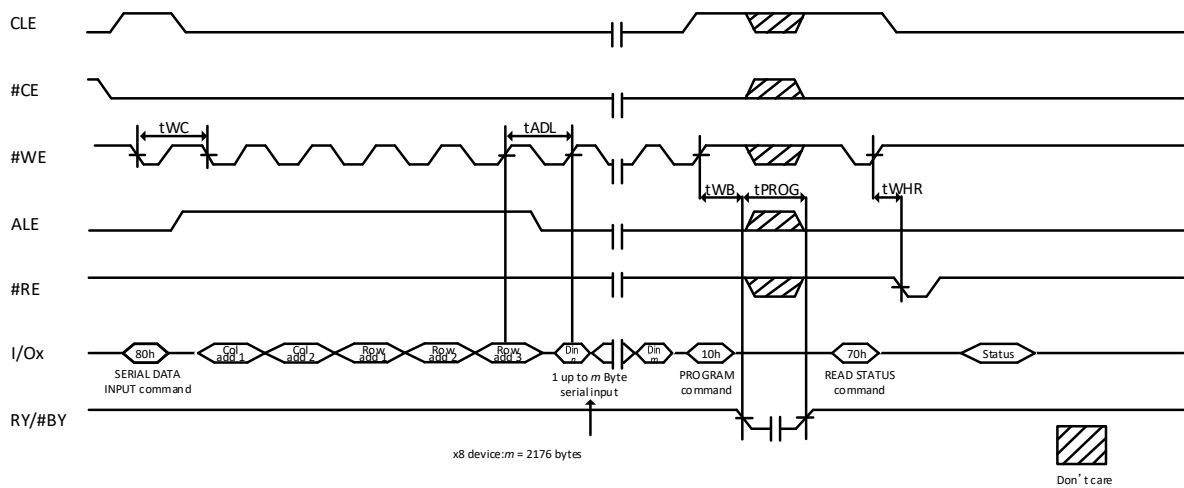 CLE
#CE
tWC
tADL
#WE
tWB
tPROG
tWHR
ALE
#RE
I/Ox
80h
Col
add 1
Col
add 2
Row
add 1
Row
add 2
Row
add 3
Din
n
Din
m
10h
70h
Status
SERIAL DATA
INPUT command
1 up to m Byte
serial input
PROGRAM
command
READ STATUS
command
RY/#BY
x8 device:m = 2176 bytes
Don't care